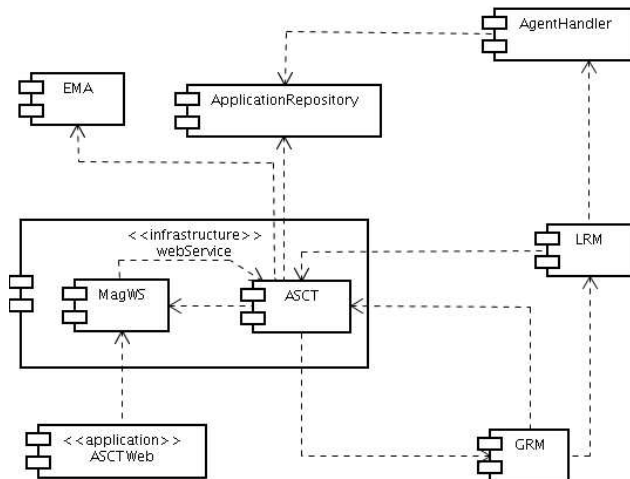 AgentHandler
EMA
ApplicationRepository
<<infrastructure>>
webService
LRM
MagWS
ASCT
<<application>>
ASCTWeb
GRM